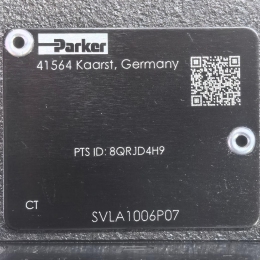 Parker
41564 Kaarst, Germany
PTS ID: 8QRJD4H9
CT
SVLA1006P07